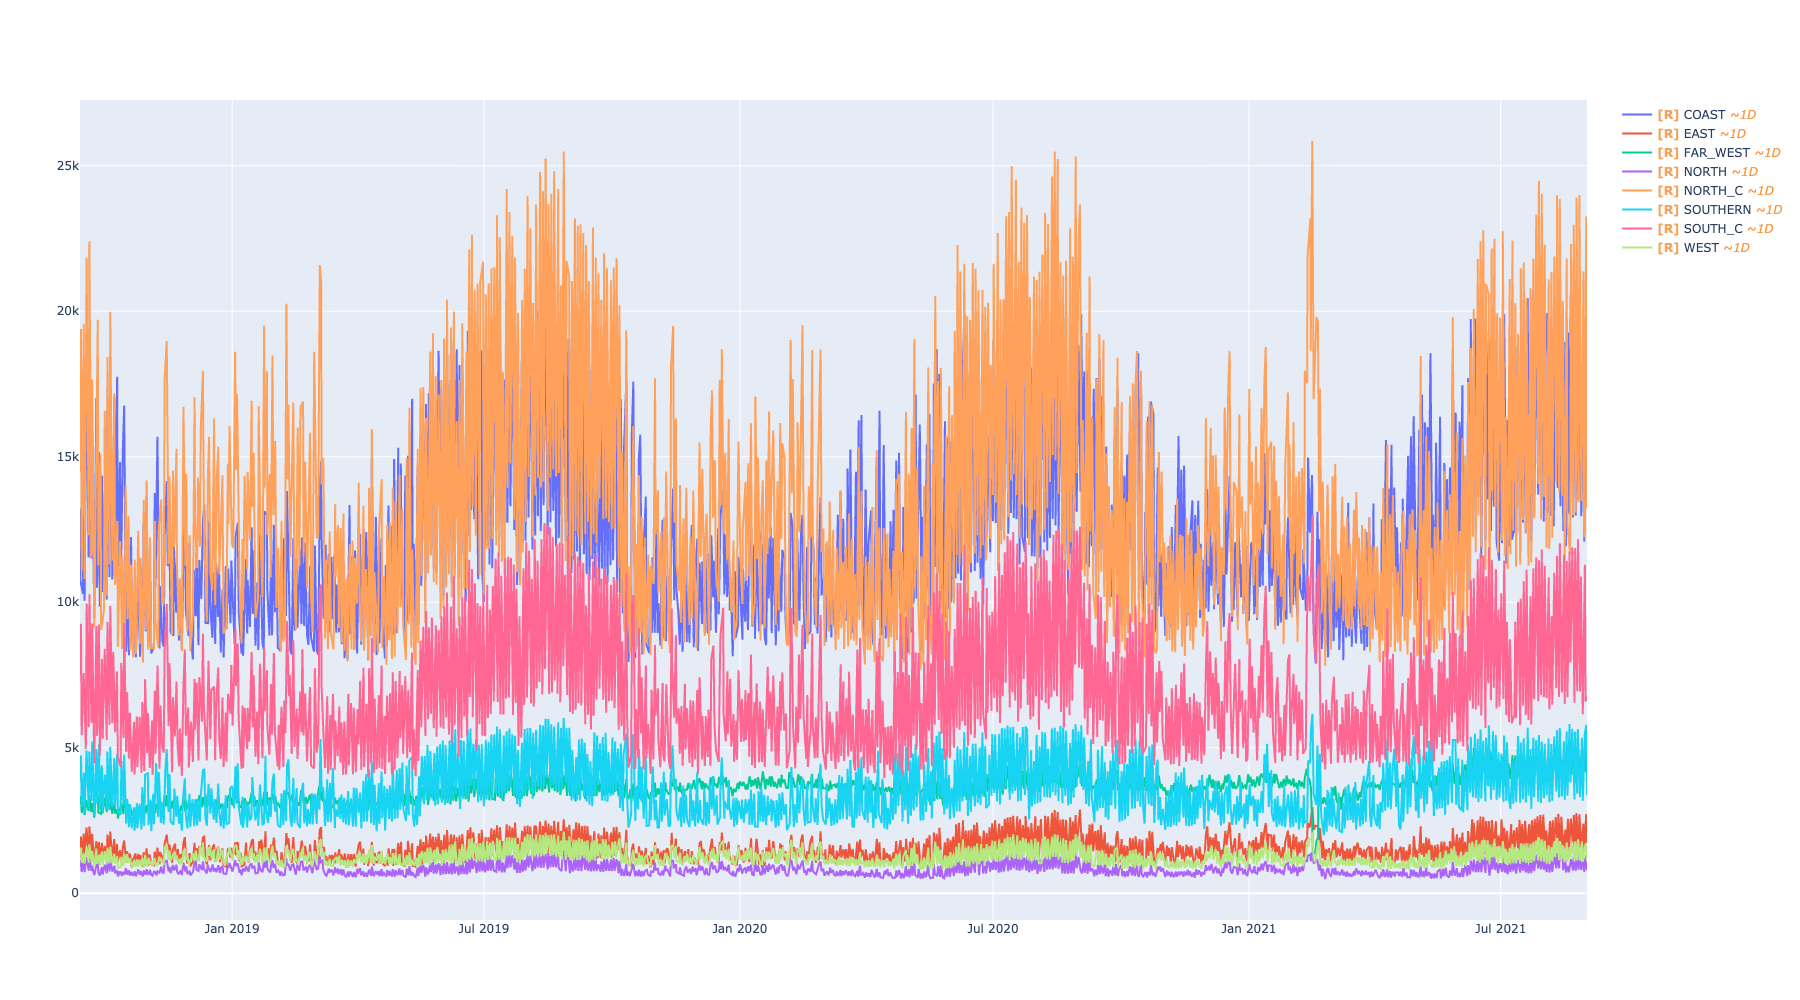 25k
20k
15k
10k
5k
0
Jan 2019
Jul 2019
Jan 2020
Jul 2020
Jan 2021
Jul 2021
[R] COAST ~1D
[R] EAST ~1D
[R] FAR_WEST ~1D
[R] NORTH ~1D
[R] NORTH_C ~1D
[R] SOUTHERN ~1D
[R] SOUTH_C ~1D
[R] WEST ~1D